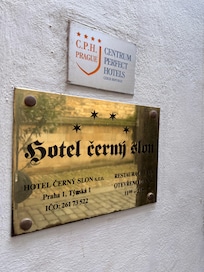 C.P.H.
PRAGUE
CENTRUM
PERFECT
HOTELS
Hotel černý slon
HOTEL ČERNÝ SLON s.r.o.
Praha 1, Týnská 1
IČO: 261 73 522
RESTAURA
OTEVŘENO